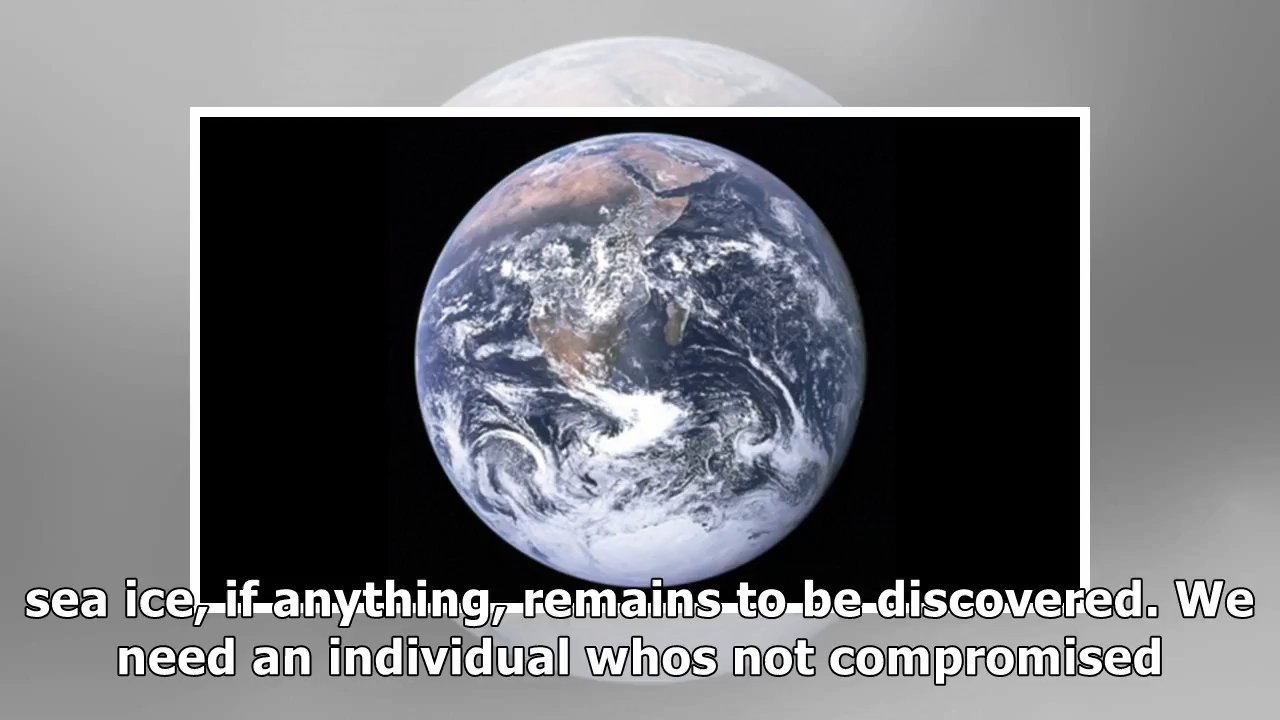 sea ice, if anything, remains to be discovered. We
need an individual whos not compromised